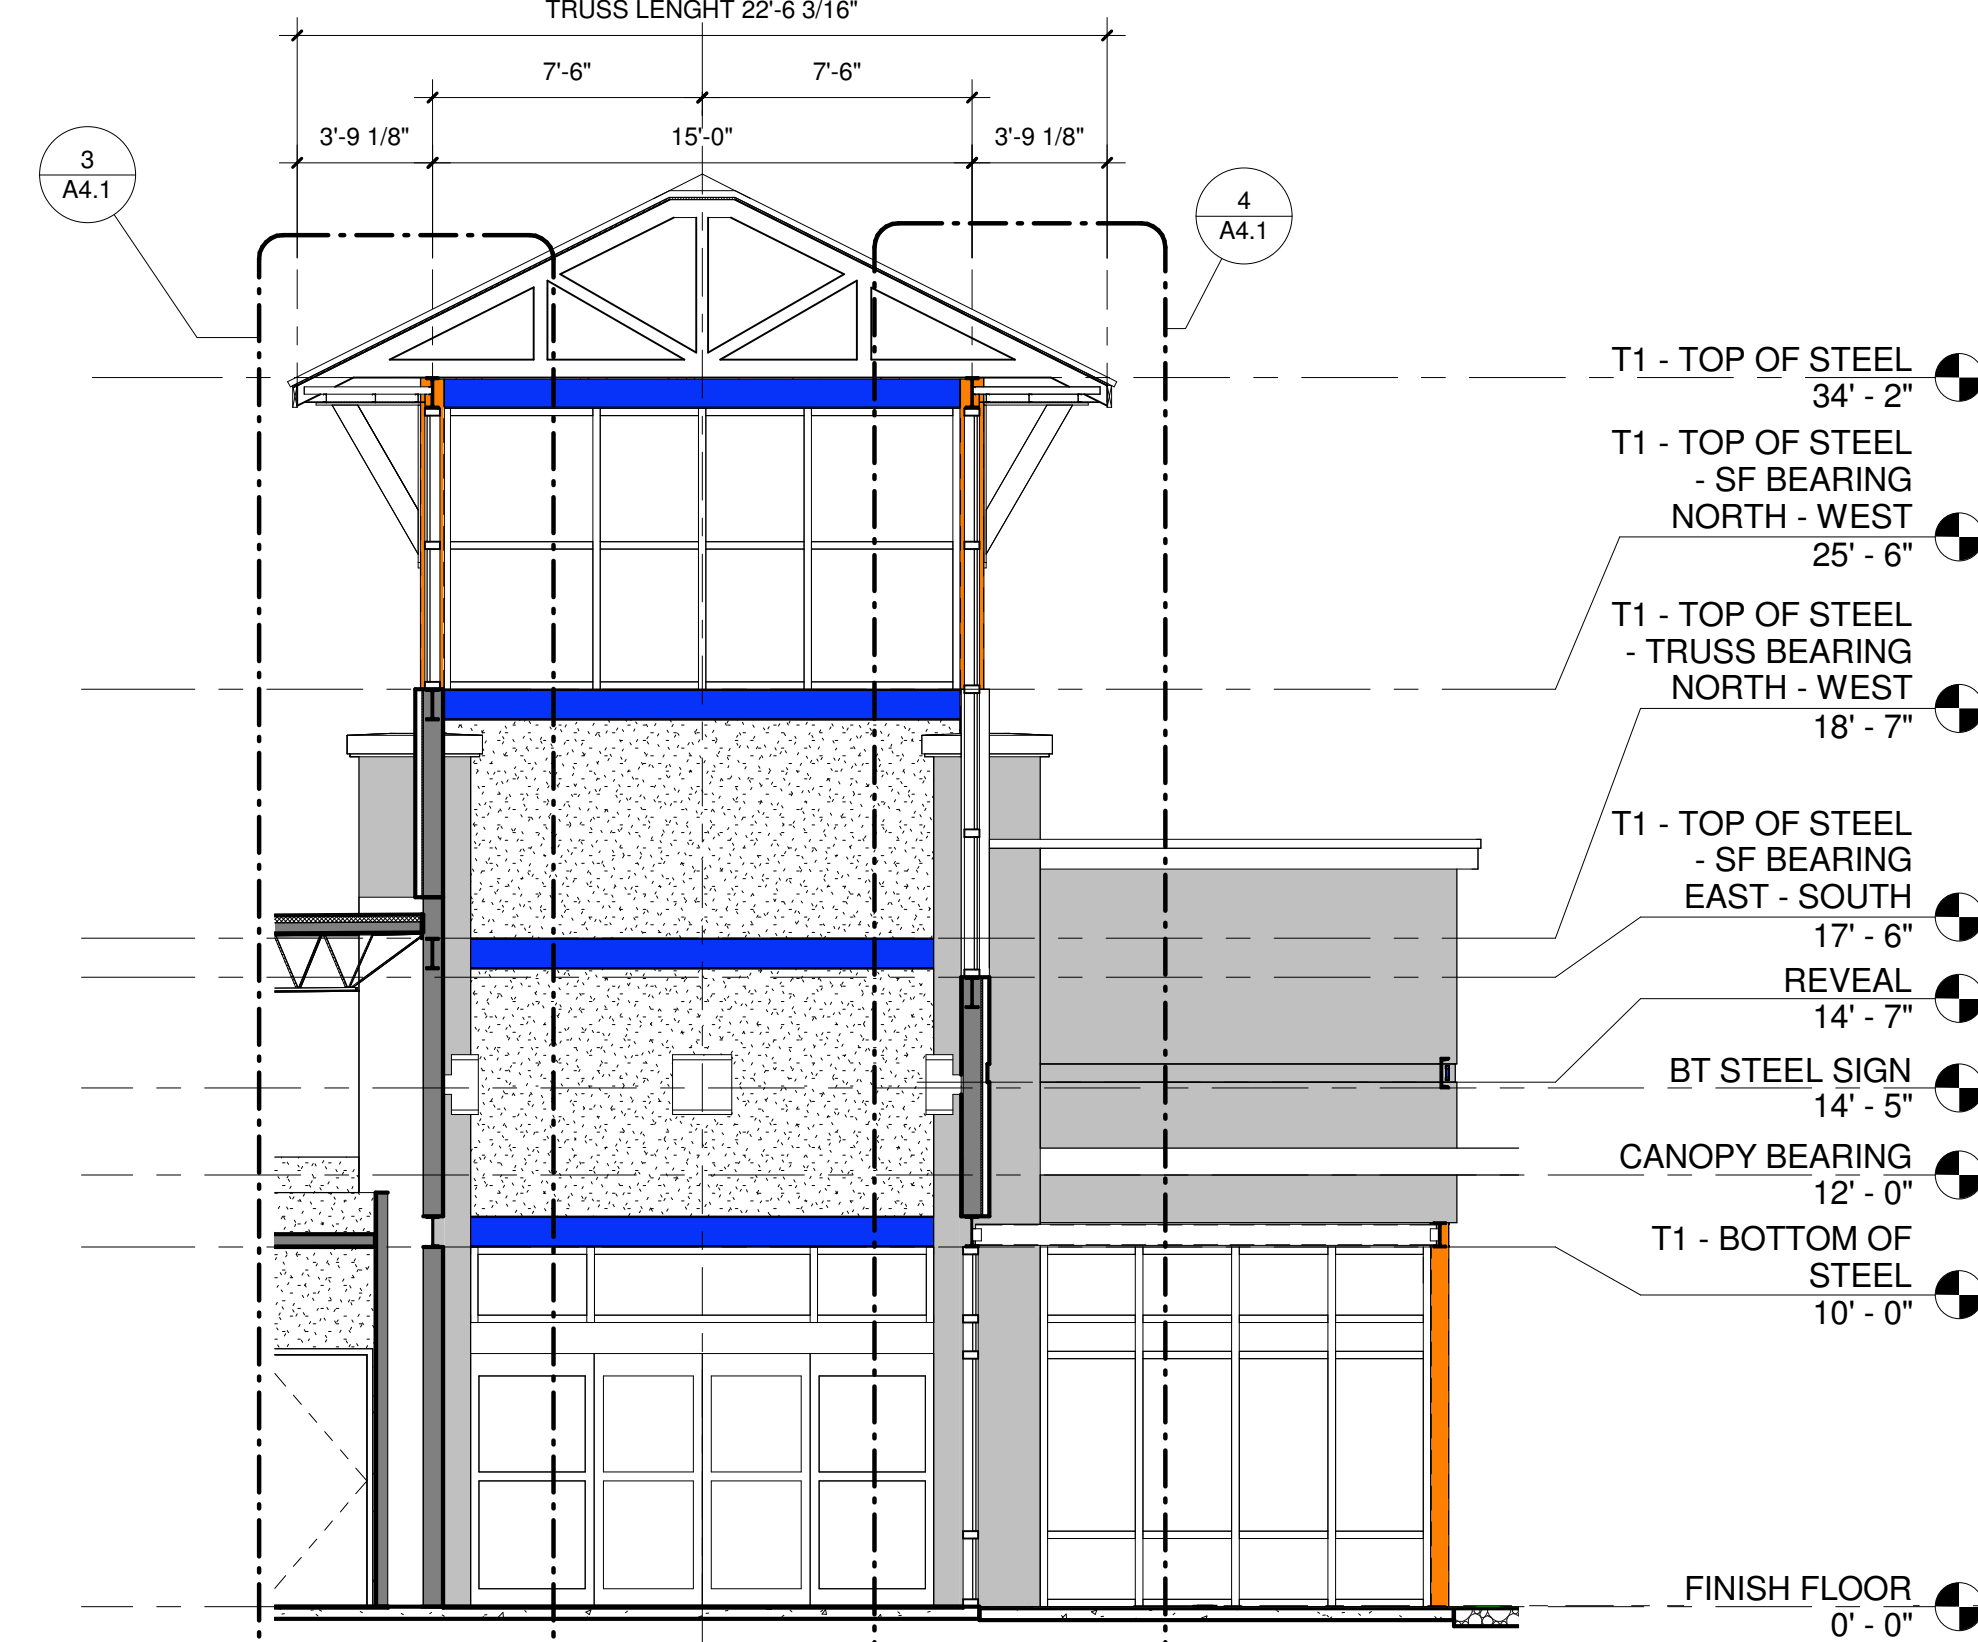 TRUSS LENGHT 22'-6 3/16"
7'-6"
7'-6"
3'-9 1/8"
15'-0"
3'-9 1/8"
3
A4.1
4
A4.1
T1 - TOP OF STEEL
34' - 2"
T1 - TOP OF STEEL
- SF BEARING
NORTH - WEST
25' - 6"
T1 - TOP OF STEEL
- TRUSS BEARING
NORTH - WEST
18' - 7"
T1 - TOP OF STEEL
- SF BEARING
EAST - SOUTH
17' - 6"
REVEAL
14' - 7"
BT STEEL SIGN
14' - 5"
CANOPY BEARING
12' - 0"
T1 - BOTTOM OF
STEEL
10' - 0"
FINISH FLOOR
0' - 0"